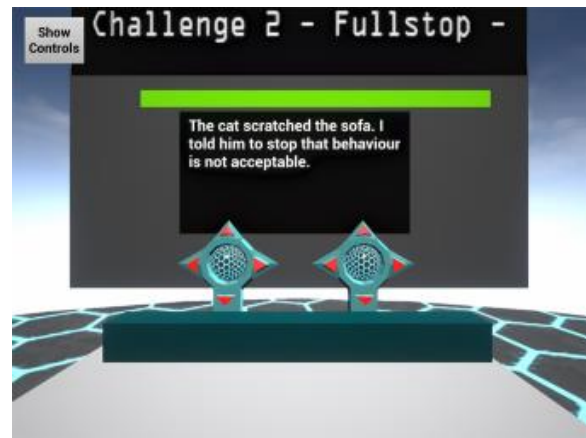 Show
Controls
Challenge 2 - Fullstop -
The cat scratched the sofa. I
told him to stop that behaviour
is not acceptable.